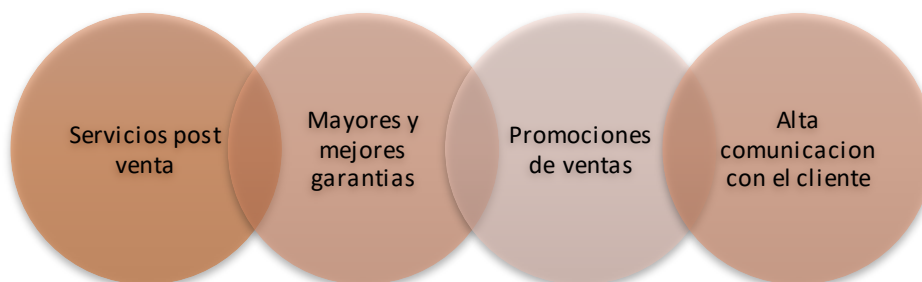 Servicios post
venta
Mayores y
mejores
garantias
Promociones
de ventas
Alta
comunicacion
con el cliente